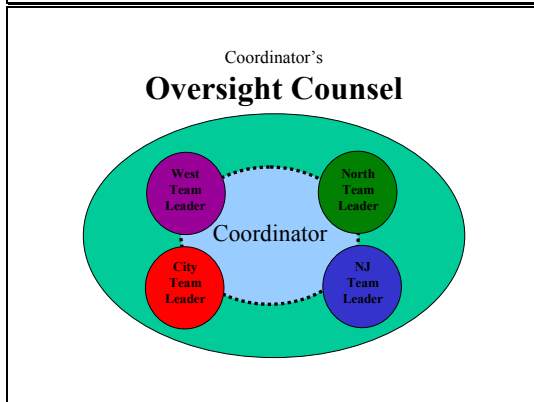 Coordinator's
Oversight Counsel
West
Team
Leader
North
Team
Leader
Coordinator
City
Team
Leader
NJ
Team
Leader